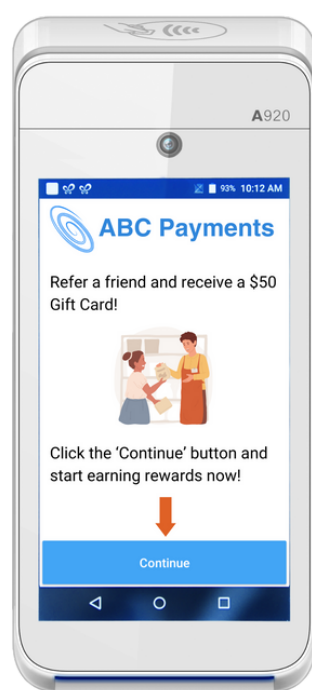 A920
93% 10:12 AM
ABC Payments
Refer a friend and receive a $50
Gift Card!
Click the ‘Continue’ button and
start earning rewards now!
Continue